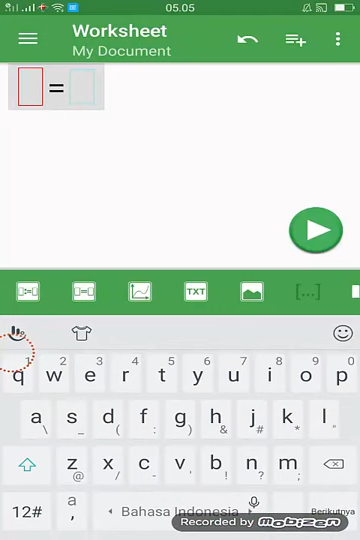 05.05
Worksheet
My Document
=
TXT
[...]
1 2 3 4 5 6 7 8 9 0
q w e r t y u i o p
a s d f g h j k l
\ _ ( : & # * "
z x c v b n m
@ / - , ! ? ;
12# a , Bahasa Indonesia Berikutnya
Recorded by mobizen